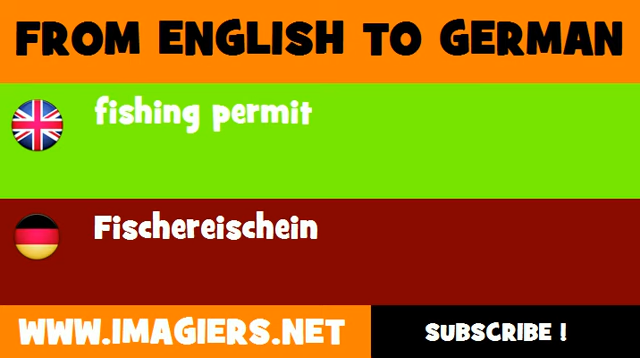 FROM ENGLISH TO GERMAN
fishing permit
Fischereischein
WWW.IMAGIERS.NET
SUBSCRIBE !